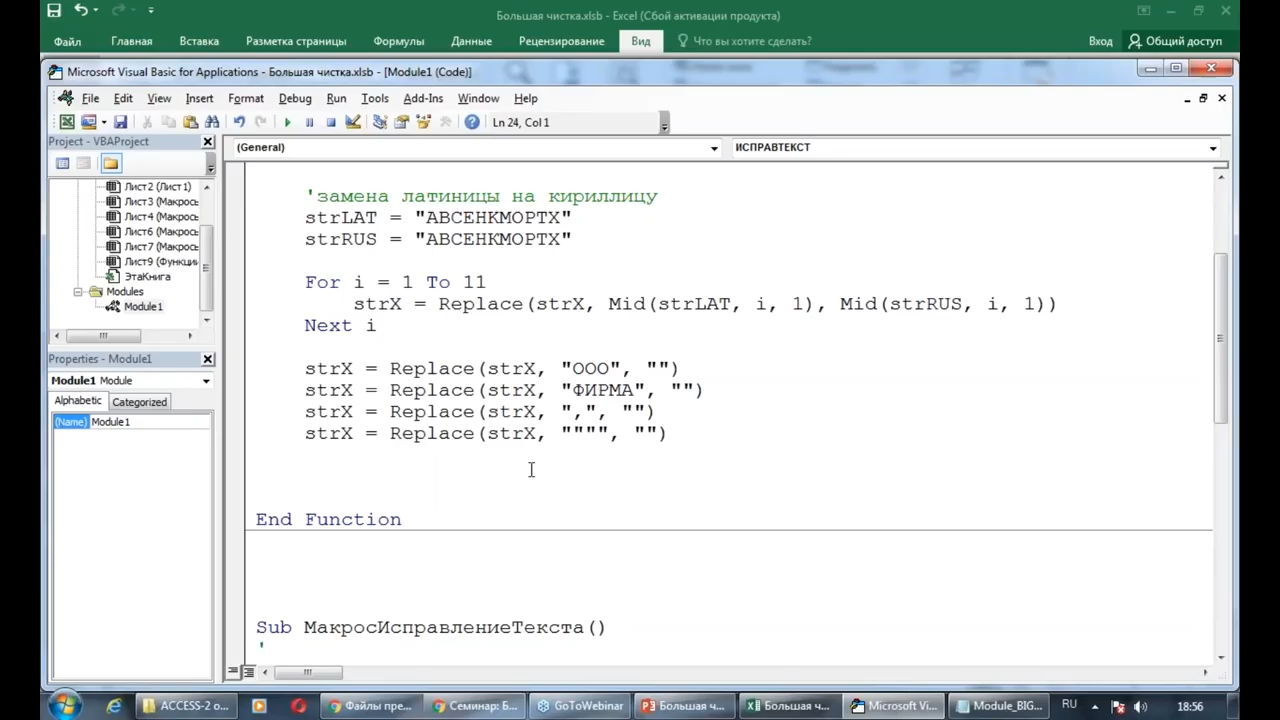 Большая чистка.xlsb - Excel (Сбой активации продукта)
Файл Главная Вставка Разметка страницы Формулы Данные Рецензирование Вид Что вы хотите сделать? Вход Общий доступ
Microsoft Visual Basic for Applications - Большая чистка.xlsb - [Module1 (Code)]
File Edit View Insert Format Debug Run Tools Add-Ins Window Help
Ln 24, Col 1
Project - VBAProject
(General) ИСПРАВТЕКСТ
Лист2 (Лист1)
Лист3 (Макрось
Лист4 (Макрось
Лист6 (Макрось
Лист7 (Макрось
Лист9 (Функции
ЭтаКнига
Modules
Module1
Properties - Module1
Module1 Module
Alphabetic Categorized
(Name) Module1
'замена латиницы на кириллицу
strLAT = "ABCEHKMOPTX"
strRUS = "АВСЕНКМОРТХ"
For i = 1 To 11
strX = Replace(strX, Mid(strLAT, i, 1), Mid(strRUS, i, 1))
Next i
strX = Replace(strX, "ООО", "")
strX = Replace(strX, "ФИРМА", "")
strX = Replace(strX, ",", "")
strX = Replace(strX, """", "")
End Function
Sub МакросИсправлениеТекста()
'
ACCESS-2 о... Файлы пре... Семинар: Б... GoToWebinar Большая ч... Большая ч... Microsoft Vi... Module_BIG... RU 18:56